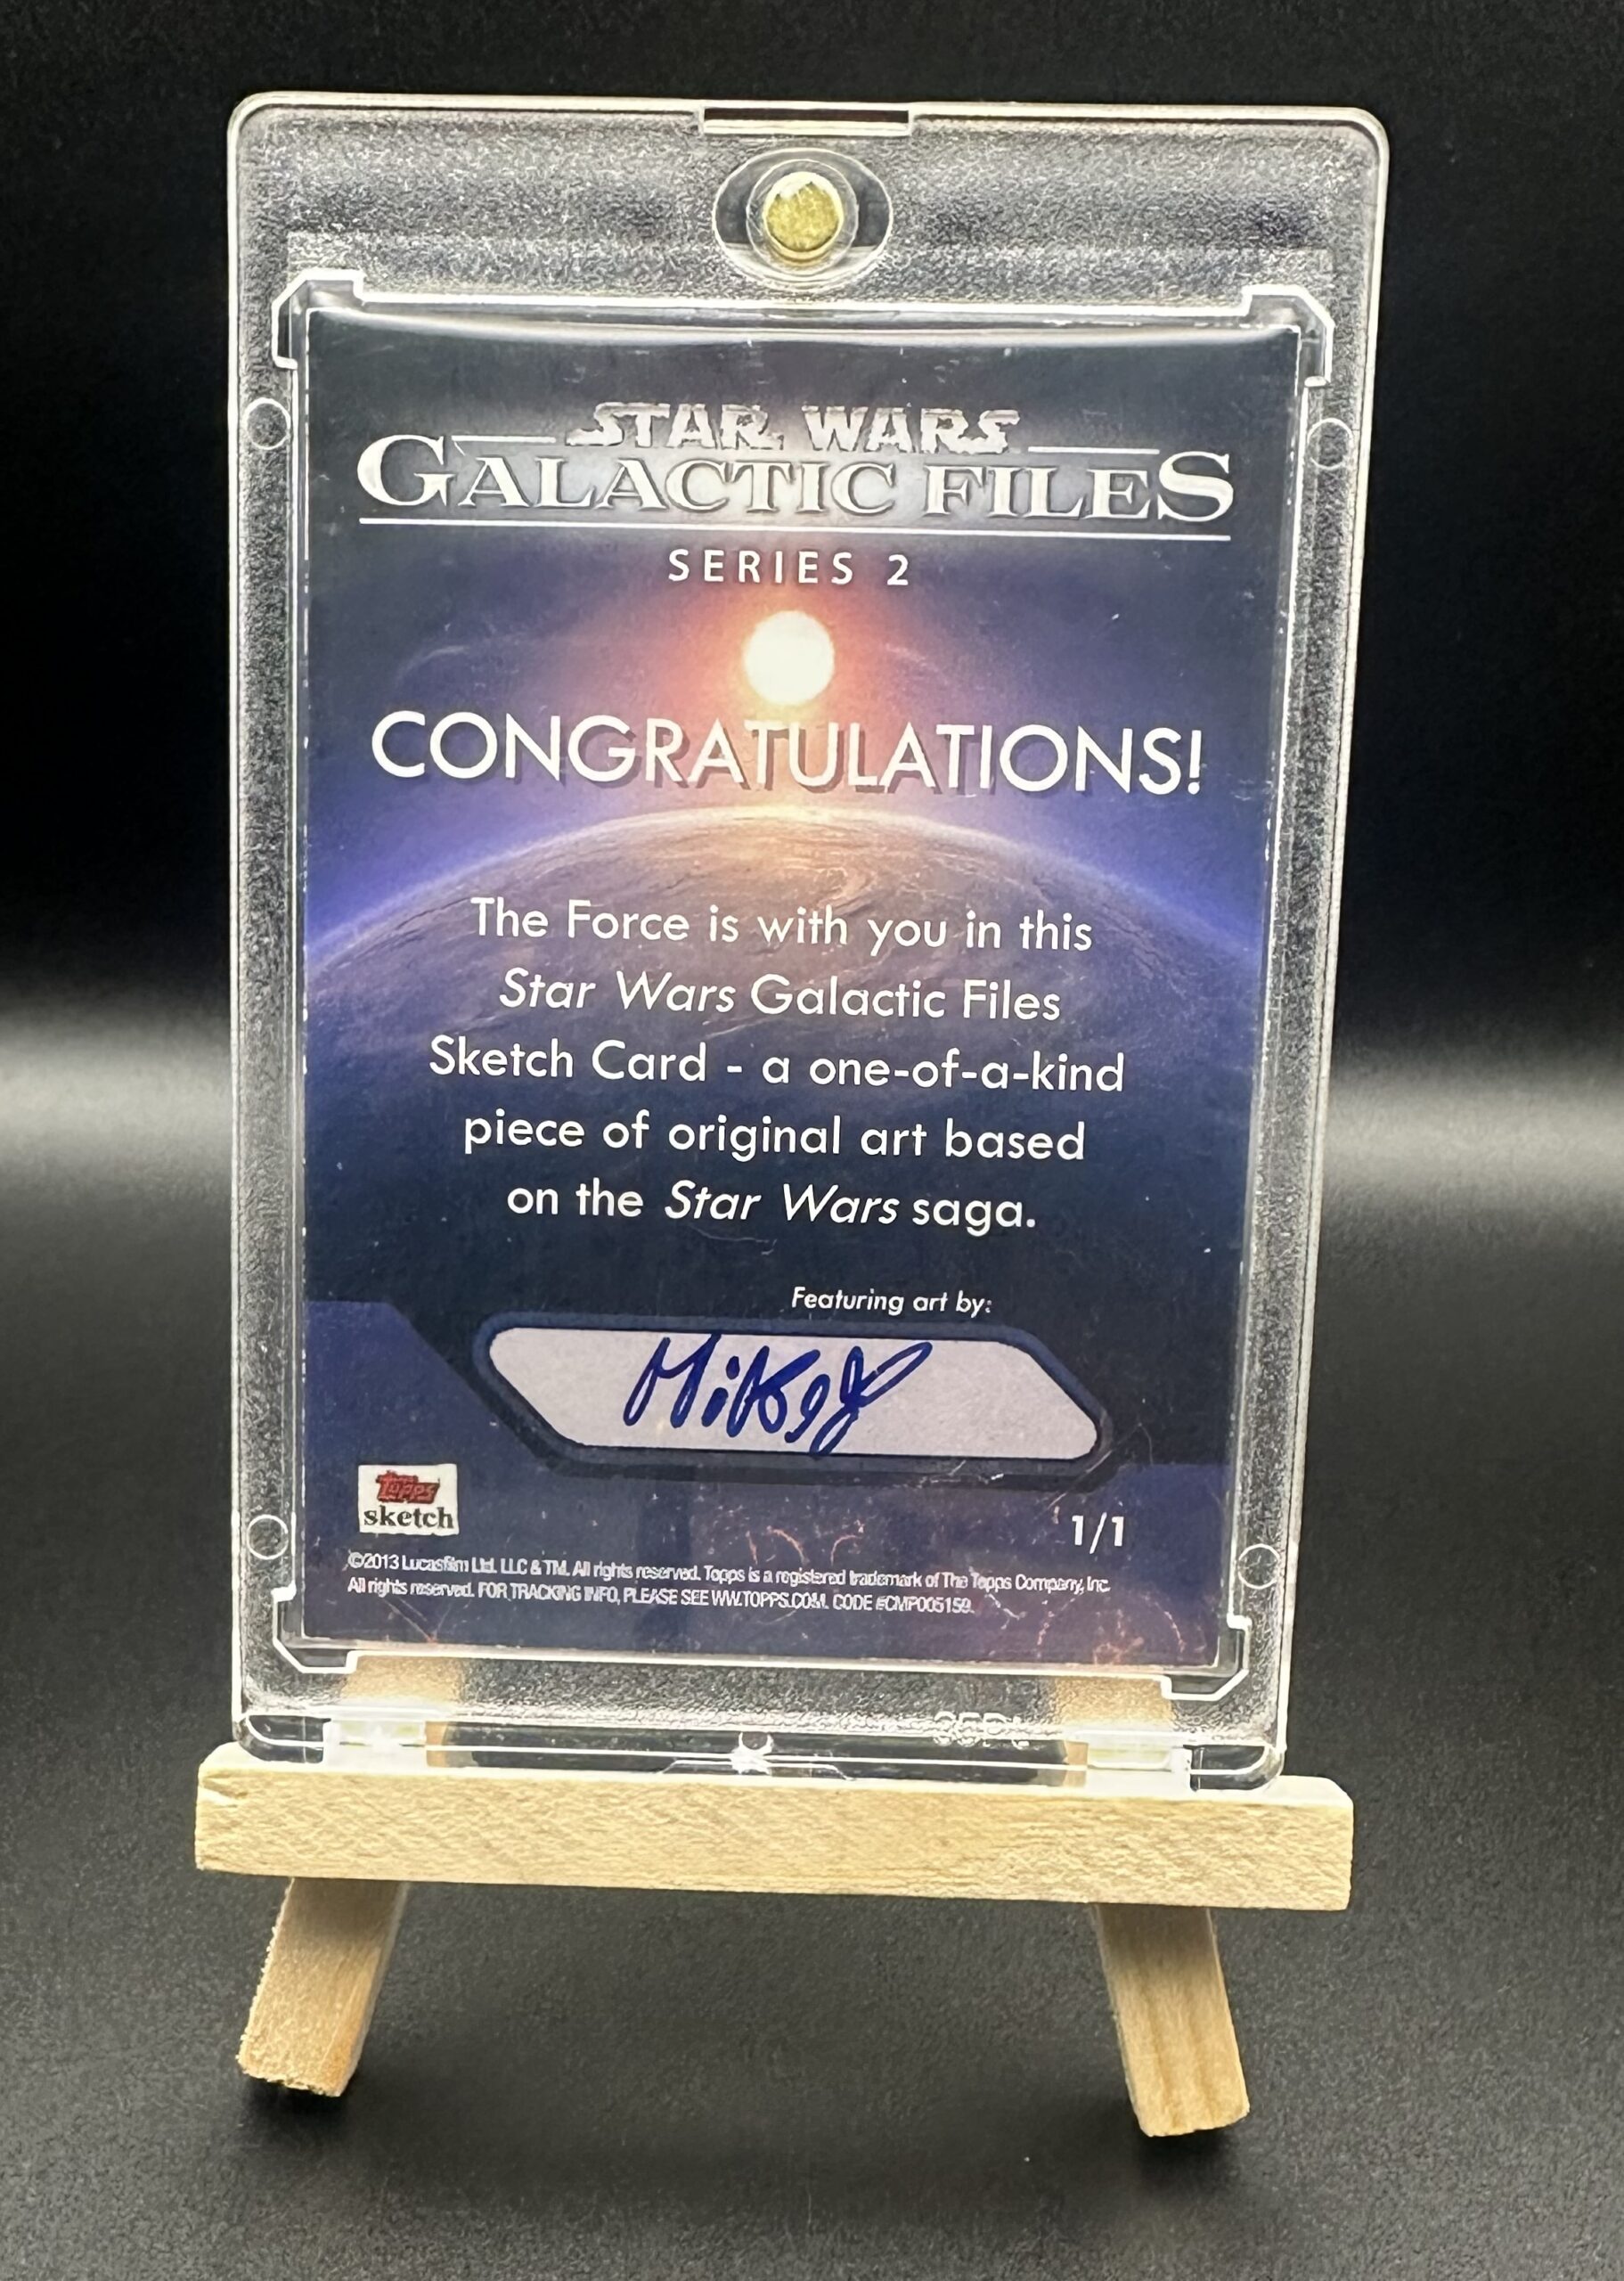 STAR WARS
GALACTIC FILES
SERIES 2
CONGRATULATIONS!
The Force is with you in this
Star Wars Galactic Files
Sketch Card - a one-of-a-kind
piece of original art based
on the Star Wars saga.
Featuring art by:
Topps
sketch
1/1
©2013 Lucasfilm Ltd. LLC & TM. All rights reserved. Topps is a registered trademark of The Topps Company, Inc.
All rights reserved. FOR TRACKING INFO, PLEASE SEE WW.TOPPS.COM. CODE #CMP005159.